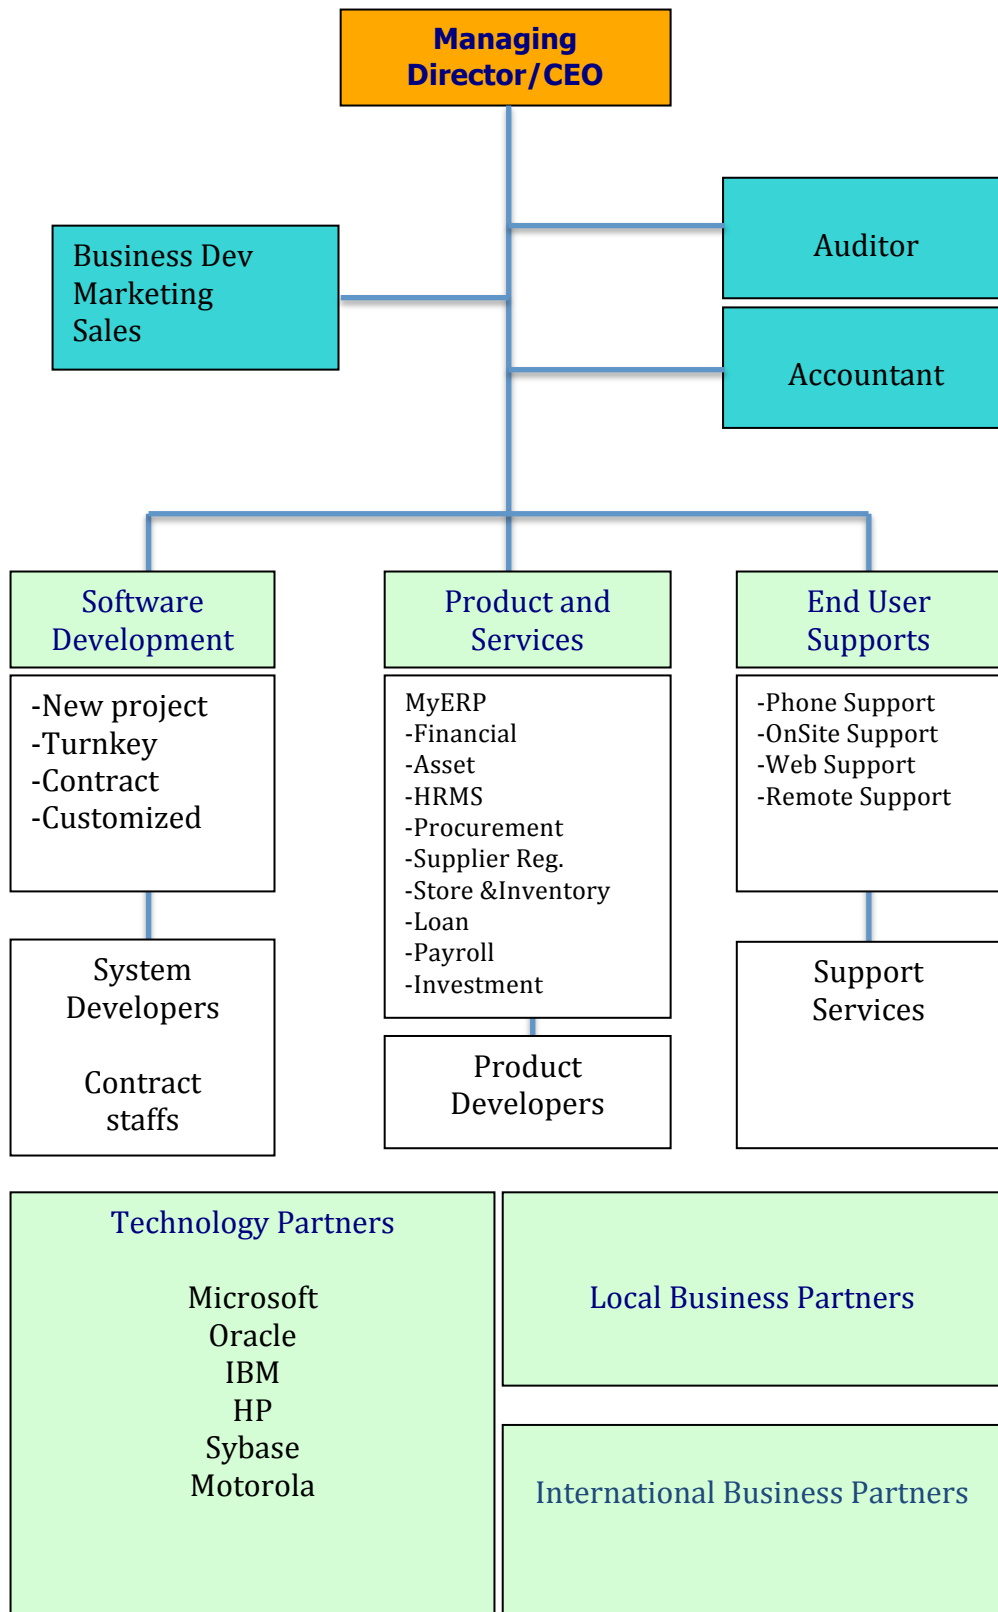 Managing
Director/CEO
Auditor
Business Dev
Marketing
Sales
Accountant
Software
Development
Product and
Services
End User
Supports
-New project
-Turnkey
-Contract
-Customized
MyERP
-Financial
-Asset
-HRMS
-Procurement
-Supplier Reg.
-Store &Inventory
-Loan
-Payroll
-Investment
-Phone Support
-OnSite Support
-Web Support
-Remote Support
System
Developers
Contract
staffs
Product
Developers
Support
Services
Technology Partners
Microsoft
Oracle
IBM
HP
Sybase
Motorola
Local Business Partners
International Business Partners